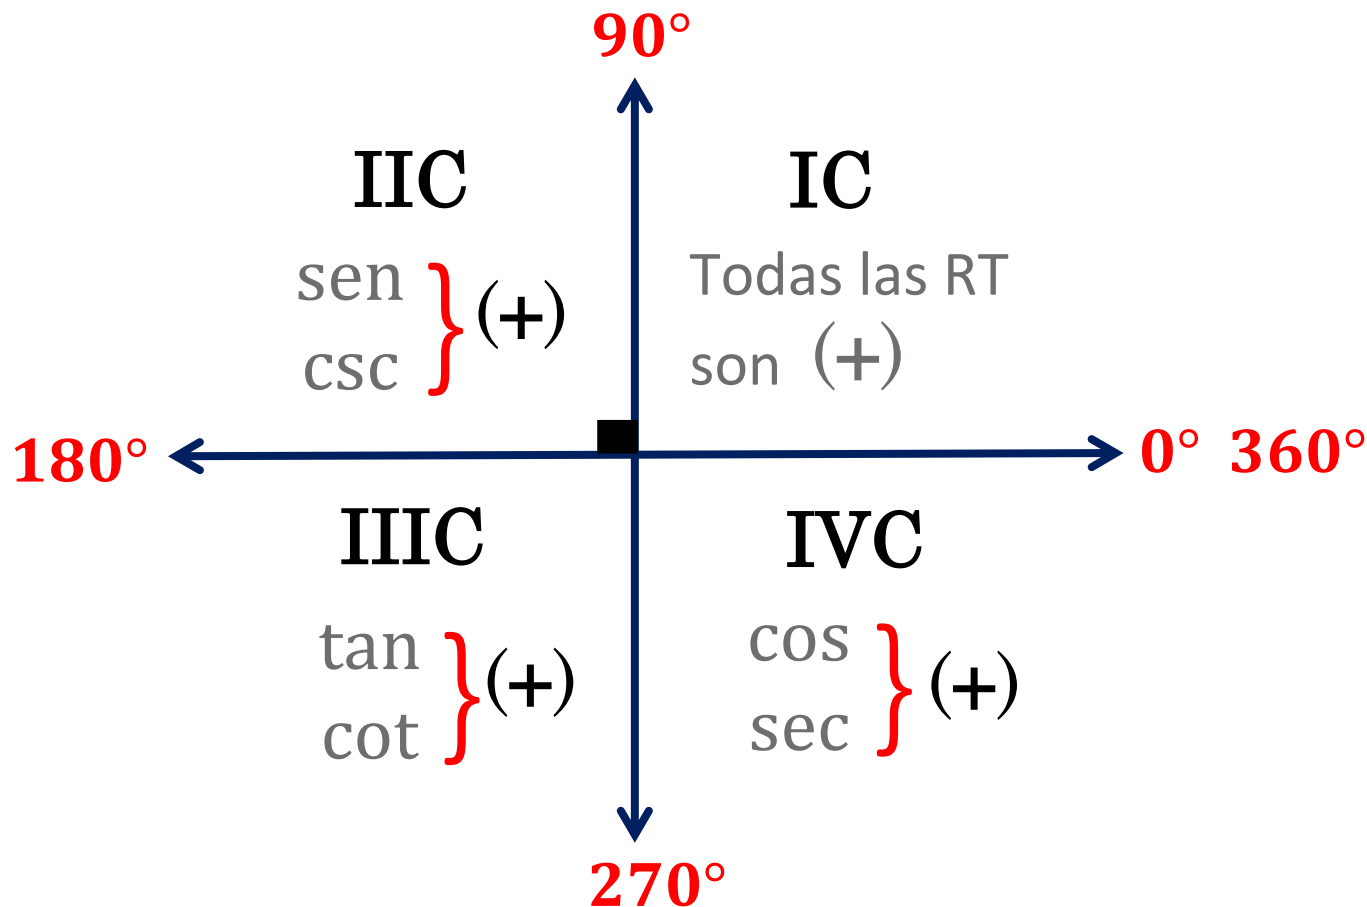 90°
IIC
IC
sen
csc
(+)
Todas las RT
son (+)
180°
0° 360°
IIIC
IVC
tan
cot
(+)
cos
sec
(+)
270°